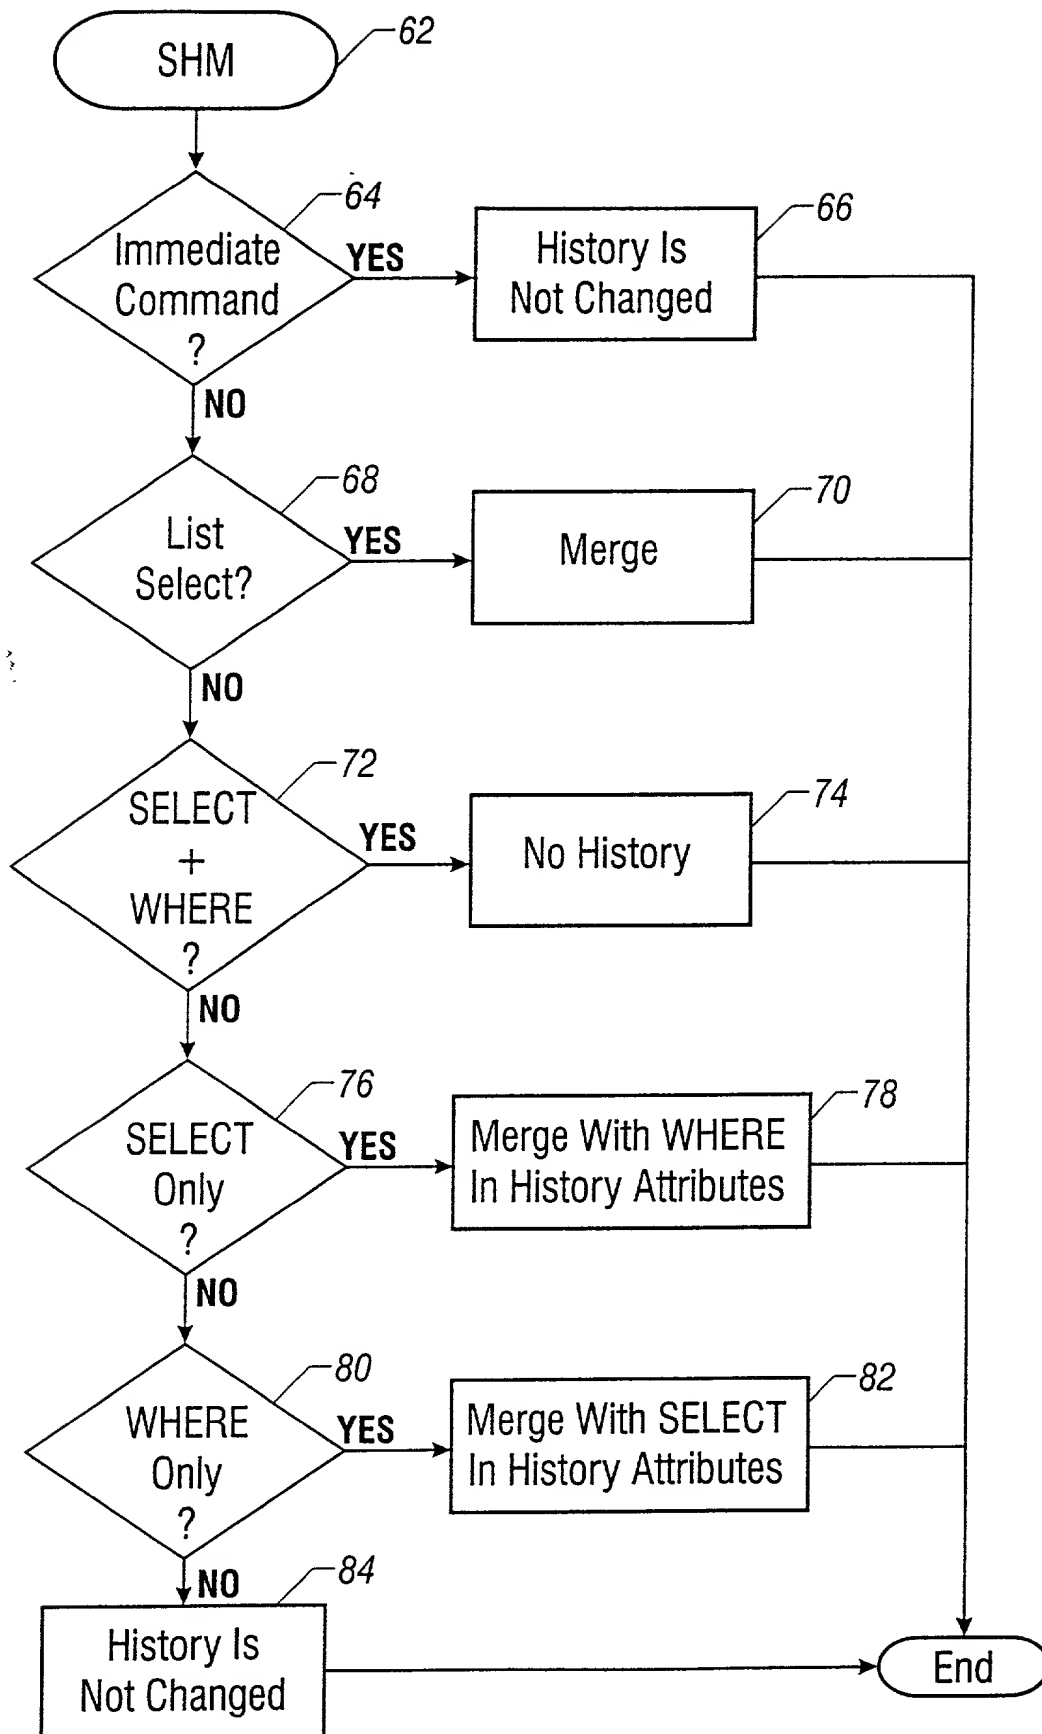 SHM
62
Immediate
Command
?
64
YES
History Is
Not Changed
66
NO
List
Select?
68
YES
Merge
70
NO
SELECT
+
WHERE
?
72
YES
No History
74
NO
SELECT
Only
?
76
YES
Merge With WHERE
In History Attributes
78
NO
WHERE
Only
?
80
YES
Merge With SELECT
In History Attributes
82
NO
84
History Is
Not Changed
End